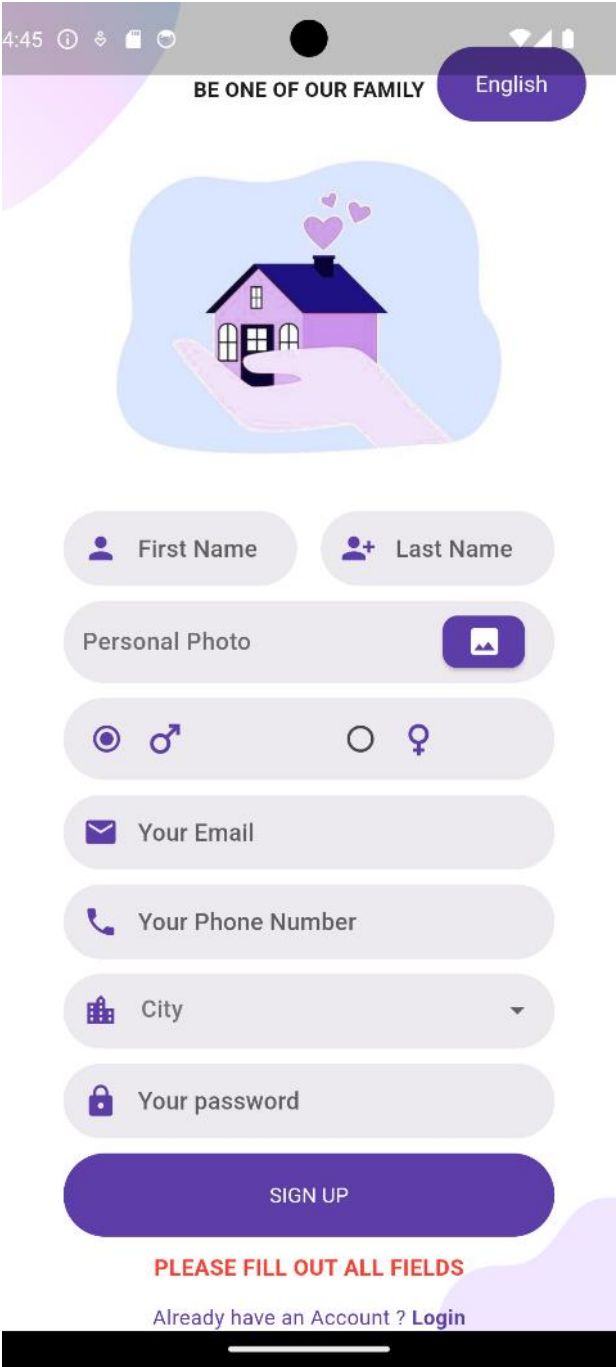 4:45
English
BE ONE OF OUR FAMILY
First Name
Last Name
Personal Photo
Your Email
Your Phone Number
City
Your password
SIGN UP
PLEASE FILL OUT ALL FIELDS
Already have an Account ? Login